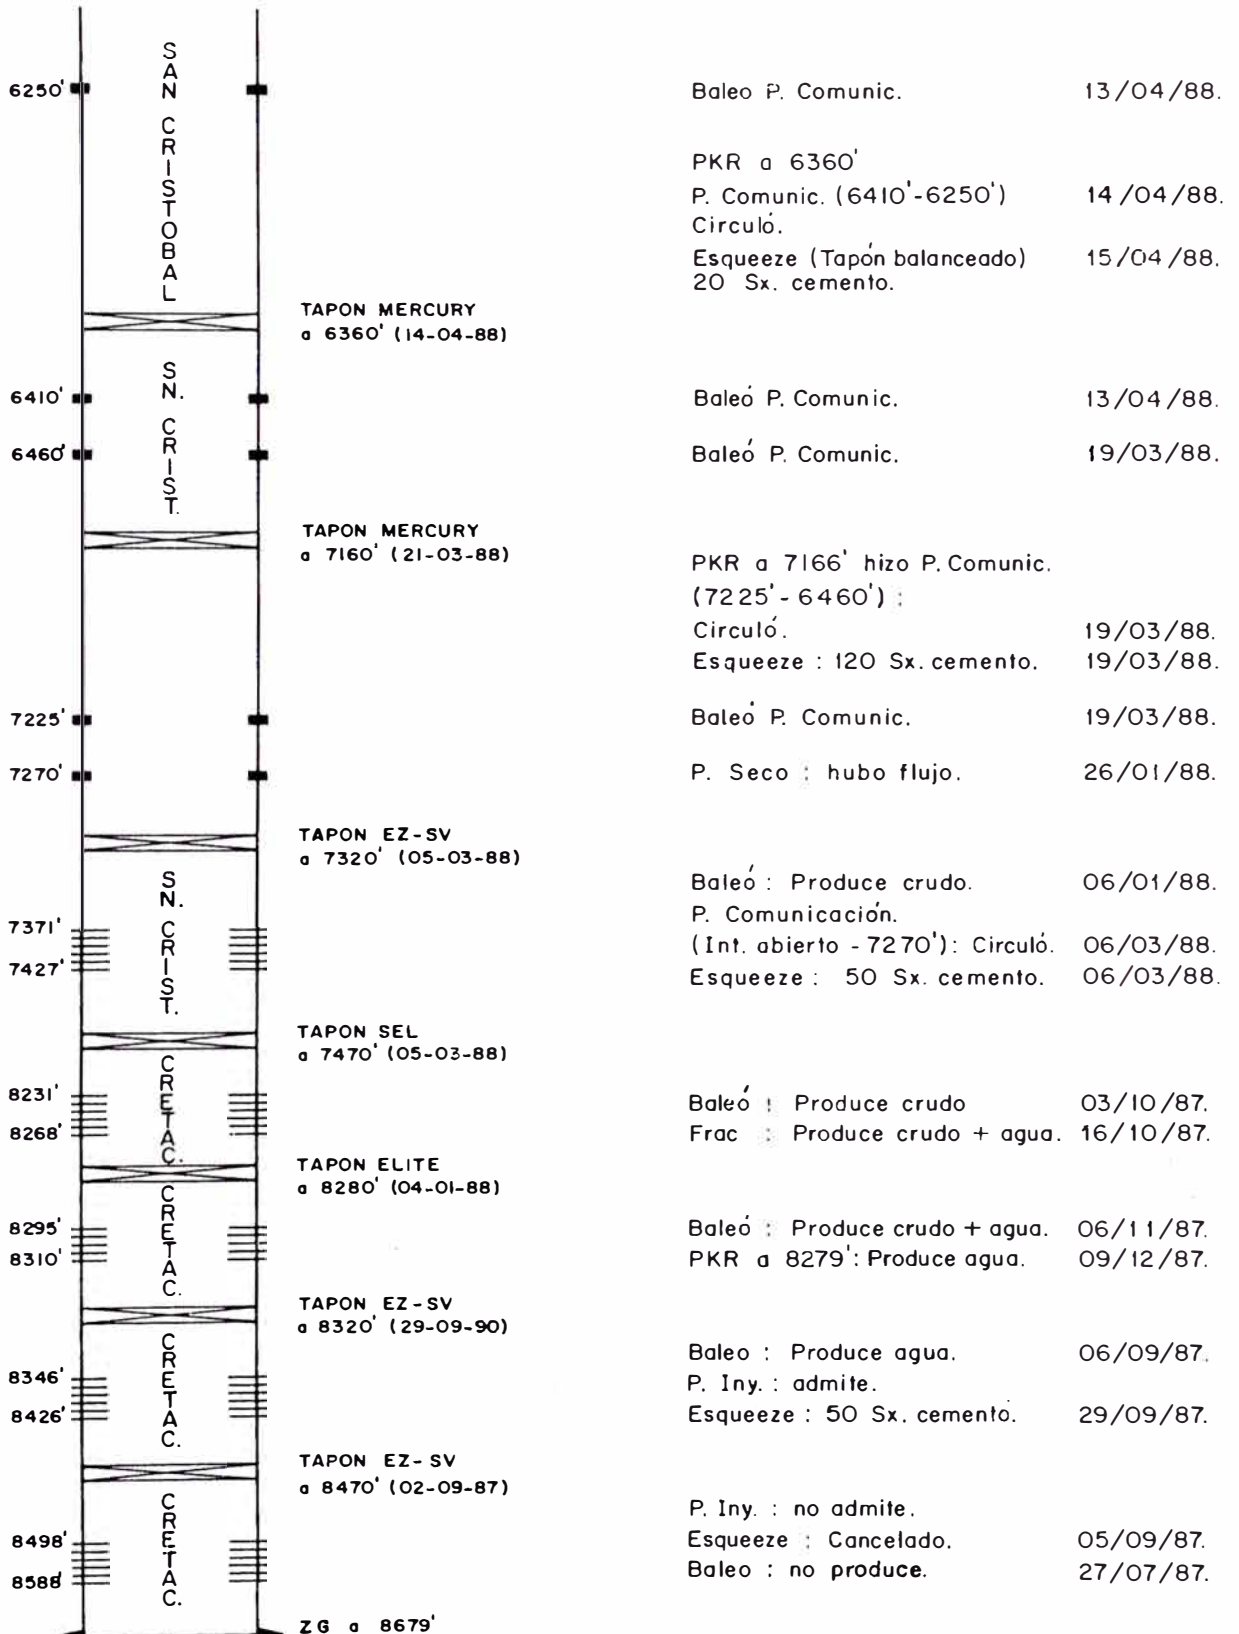 SAN CRISTOBAL
6250' Baleo P. Comunic. 13/04/88.
PKR a 6360'
P. Comunic. (6410'-6250') 14/04/88.
Circuló.
Esqueeze (Tapón balanceado) 15/04/88.
20 Sx. cemento.
TAPON MERCURY
a 6360' (14-04-88)
SN. CRIST.
6410' Baleó P. Comunic. 13/04/88.
6460' Baleó P. Comunic. 19/03/88.
TAPON MERCURY
a 7160' (21-03-88)
PKR a 7166' hizo P. Comunic.
(7225'-6460') :
Circuló. 19/03/88.
Esqueeze : 120 Sx. cemento. 19/03/88.
7225' Baleó P. Comunic. 19/03/88.
7270' P. Seco : hubo flujo. 26/01/88.
TAPON EZ-SV
a 7320' (05-03-88)
SN. CRIST.
Baleó : Produce crudo. 06/01/88.
P. Comunicación.
7371'
(Int. abierto - 7270'): Circuló. 06/03/88.
7427' Esqueeze : 50 Sx. cemento. 06/03/88.
TAPON SEL
a 7470' (05-03-88)
CRETAC.
8231' Baleó : Produce crudo 03/10/87.
8268' Frac : Produce crudo + agua. 16/10/87.
TAPON ELITE
a 8280' (04-01-88)
CRETAC.
8295' Baleó : Produce crudo + agua. 06/11/87.
8310' PKR a 8279': Produce agua. 09/12/87.
TAPON EZ-SV
a 8320' (29-09-90)
CRETAC.
Baleo : Produce agua. 06/09/87.
8346' P. Iny. : admite.
8426' Esqueeze : 50 Sx. cemento. 29/09/87.
TAPON EZ-SV
a 8470' (02-09-87)
CRETAC.
P. Iny. : no admite.
8498' Esqueeze : Cancelado. 05/09/87.
8588' Baleo : no produce. 27/07/87.
ZG a 8679'